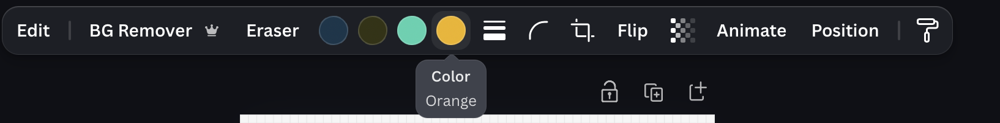 Edit BG Remover Eraser Flip Animate Position
Color
Orange